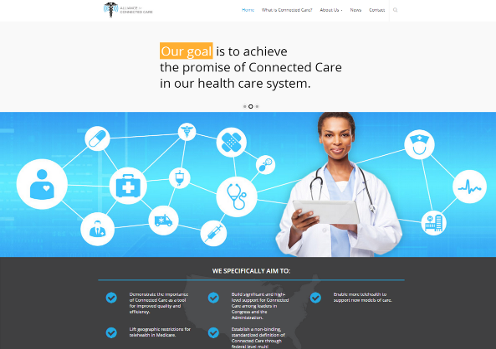 ALLIANCE for
CONNECTED CARE
Home What is Connected Care? About Us News Contact
Our goal is to achieve
the promise of Connected Care
in our health care system.
WE SPECIFICALLY AIM TO:
Demonstrate the importance
of Connected Care as a tool
for improved quality and
efficiency.
Build significant and high-
level support for Connected
Care among leaders in
Congress and the
Administration.
Enable more telehealth to
support new models of care.
Lift geographic restrictions for
telehealth in Medicare.
Establish a non-binding,
standardized definition of
Connected Care through
federal level multi